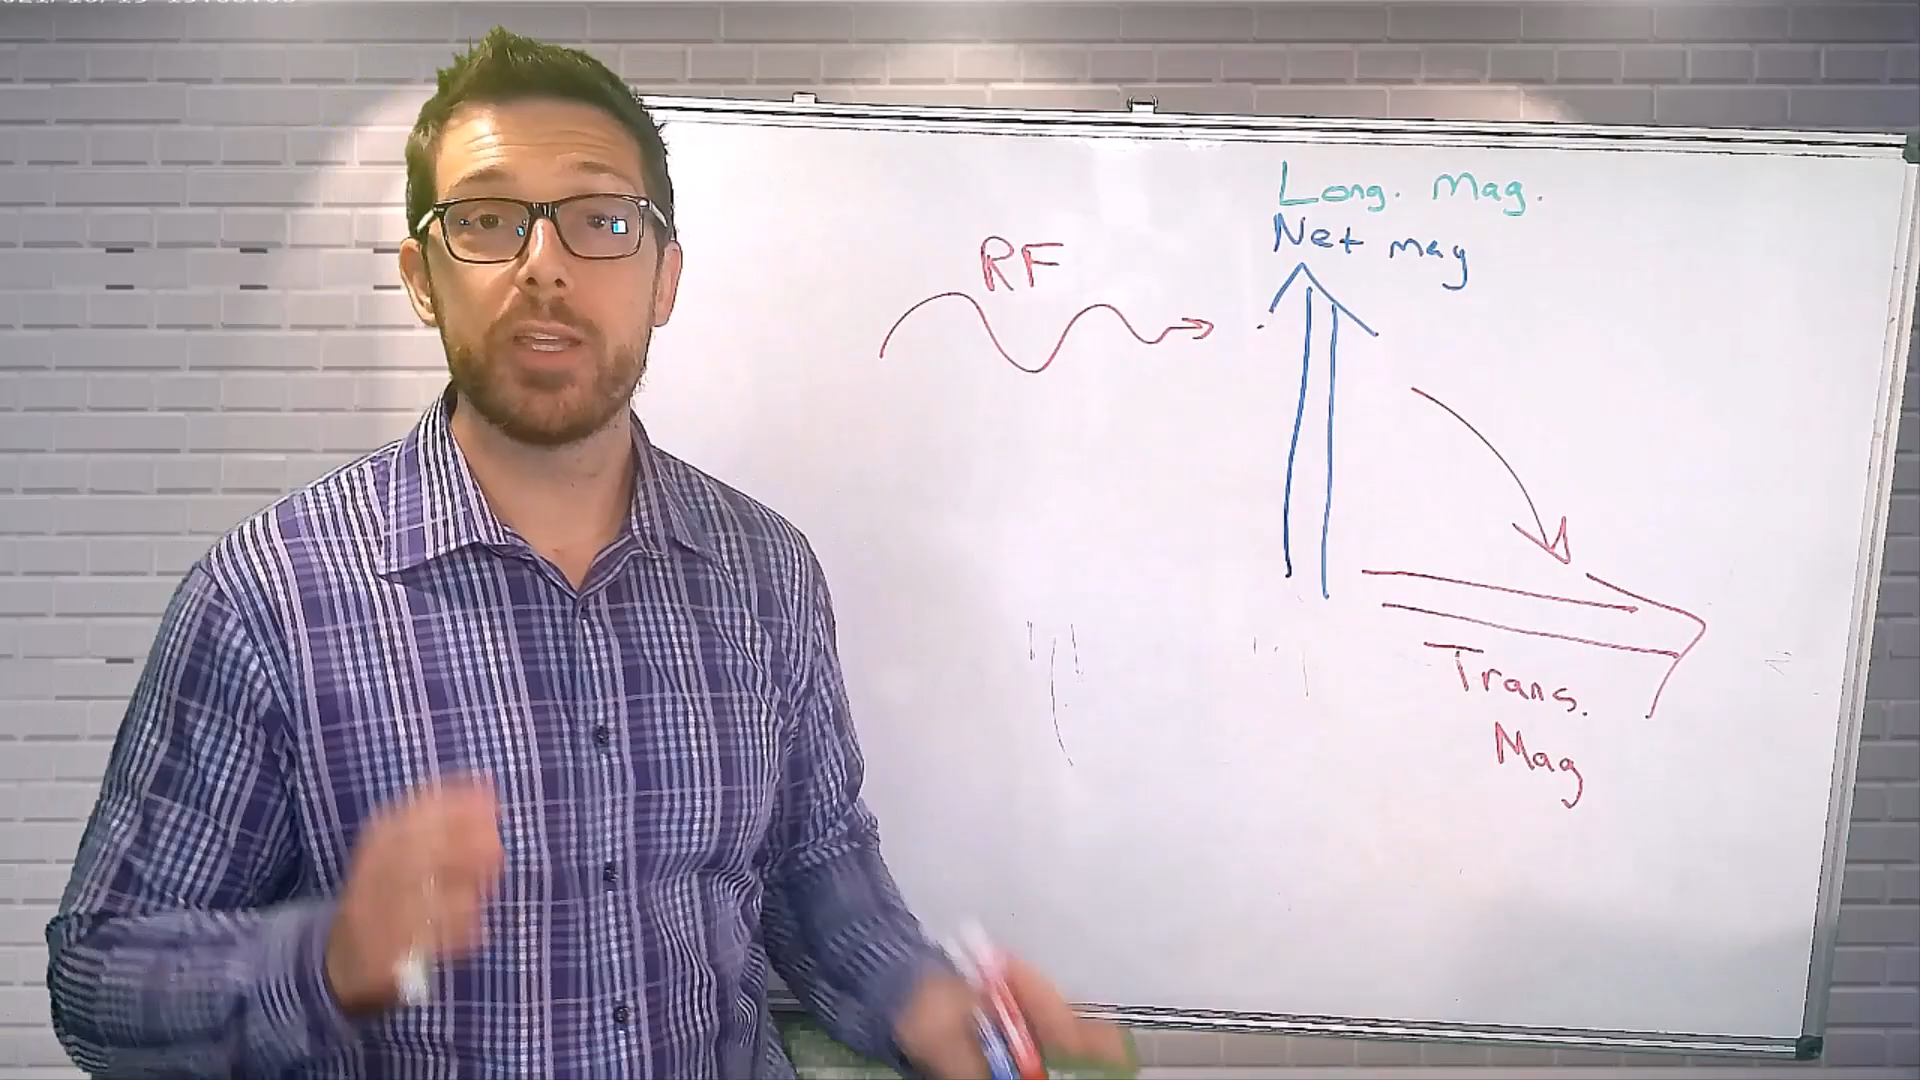 RF
Long. Mag.
Net mag
Trans.
Mag